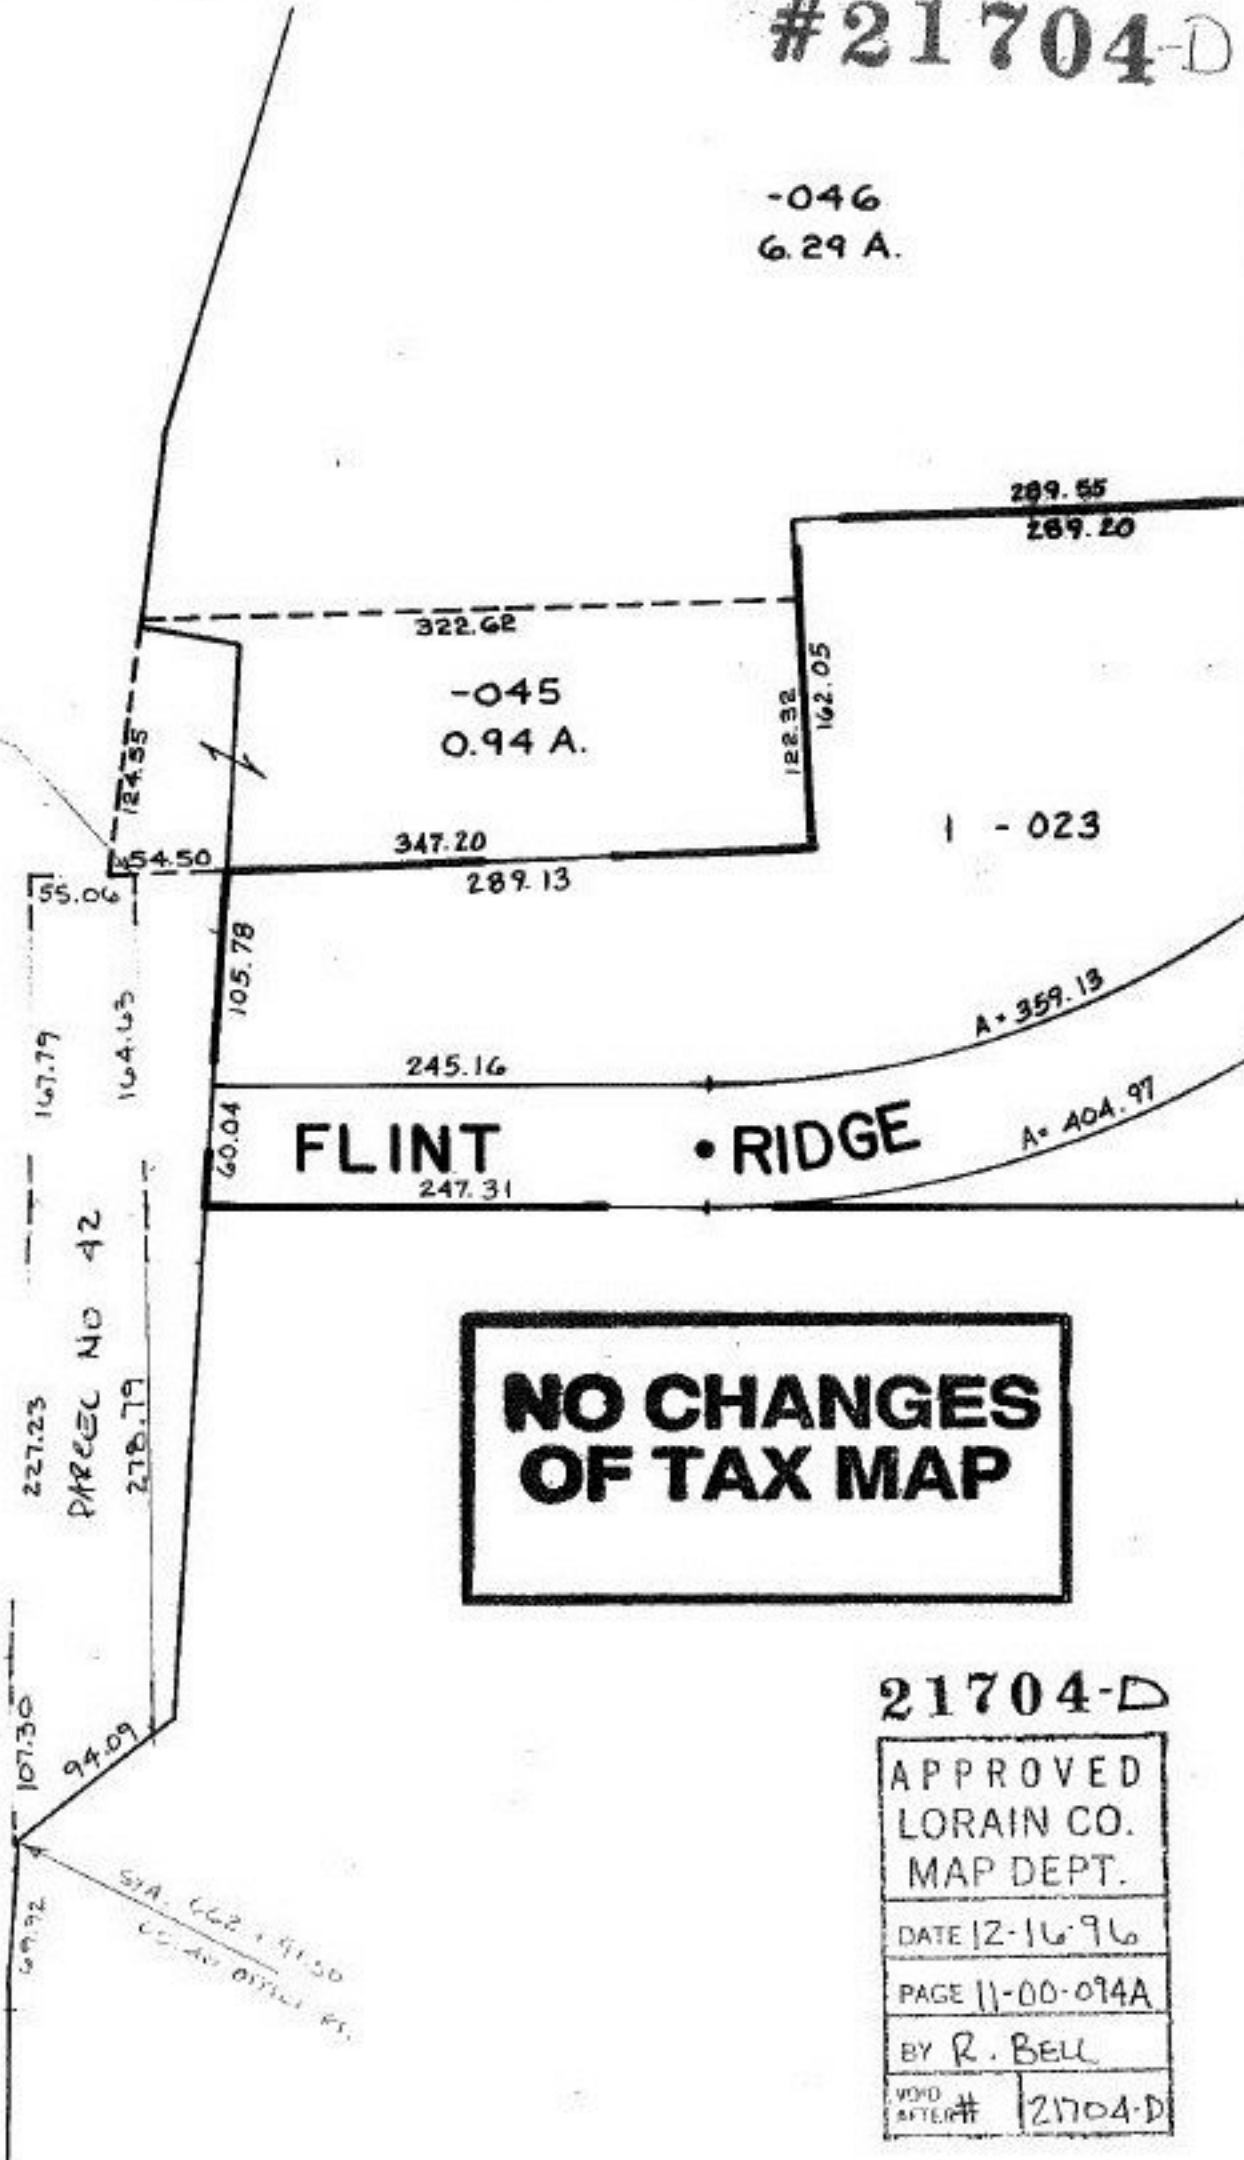 #21704-D
-046
6.29 A.
289.55
289.20
322.62
-045
0.94 A.
122.32
162.05
124.35
54.50
347.20
289.13
1 -023
55.06
105.78
167.79
164.63
A=359.13
245.16
60.04
FLINT • RIDGE
A=404.97
247.31
PARCEL NO 42
227.23
278.79
NO CHANGES
OF TAX MAP
107.30
94.09
69.92
STA.
21704-D
APPROVED
LORAIN CO.
MAP DEPT.
DATE 12-16-96
PAGE 11-00-094A
BY R. BELL
VOID
AFTER# 21704-D